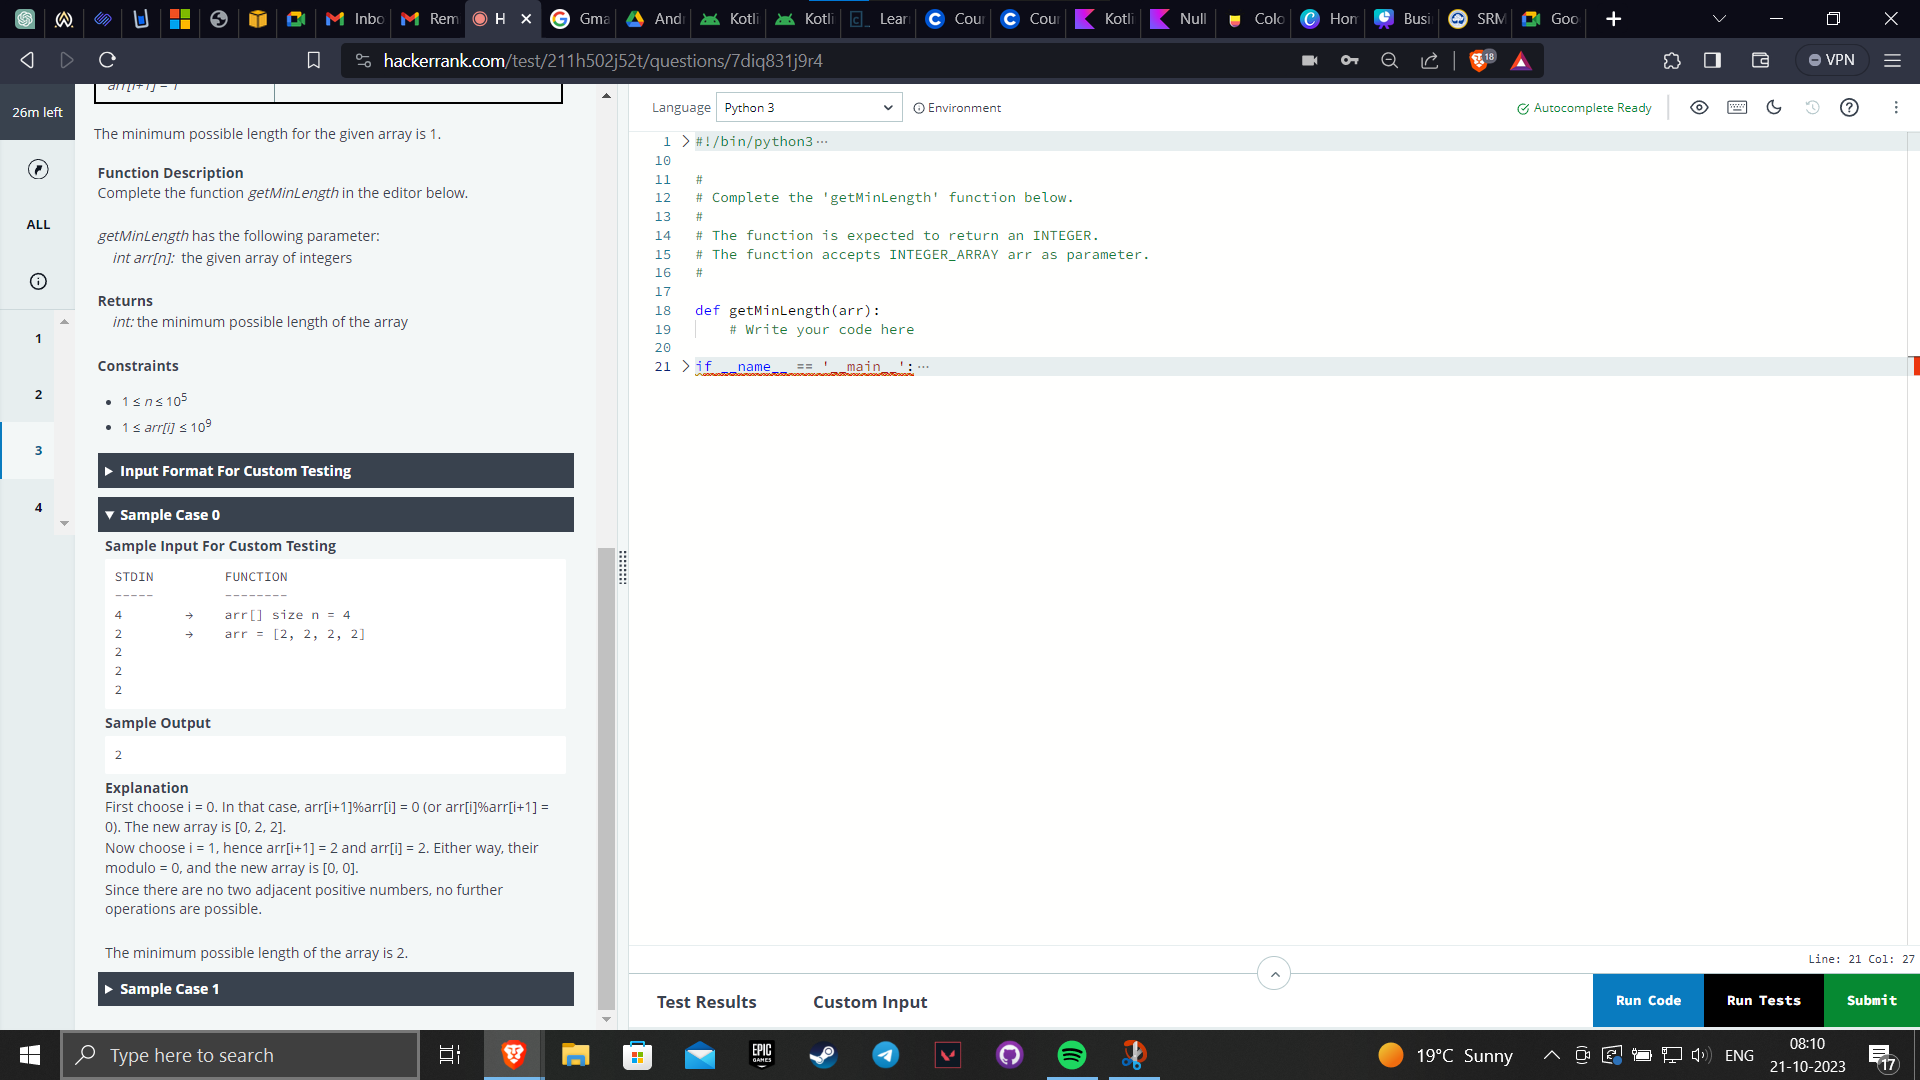 Inbo
Rem
H
Gma
Andr
Kotli
Kotli
Lear
Cour
Cour
Kotli
Null
Colo
Hom
Busi
SRM
Goo
hackerrank.com/test/211h502j52t/questions/7diq831j9r4
18
VPN
26m left
ALL
1
2
3
4
arr[i+1] = 1
The minimum possible length for the given array is 1.
Function Description
Complete the function getMinLength in the editor below.
getMinLength has the following parameter:
int arr[n]: the given array of integers
Returns
int: the minimum possible length of the array
Constraints
• 1 ≤ n ≤ 10^5
• 1 ≤ arr[i] ≤ 10^9
Input Format For Custom Testing
Sample Case 0
Sample Input For Custom Testing
STDIN FUNCTION
----- --------
4 → arr[] size n = 4
2 → arr = [2, 2, 2, 2]
2
2
2
Sample Output
2
Explanation
First choose i = 0. In that case, arr[i+1]%arr[i] = 0 (or arr[i]%arr[i+1] =
0). The new array is [0, 2, 2].
Now choose i = 1, hence arr[i+1] = 2 and arr[i] = 2. Either way, their
modulo = 0, and the new array is [0, 0].
Since there are no two adjacent positive numbers, no further
operations are possible.
The minimum possible length of the array is 2.
Sample Case 1
Language Python 3 Environment Autocomplete Ready
1 #!/bin/python3 ···
10
11 #
12 # Complete the 'getMinLength' function below.
13 #
14 # The function is expected to return an INTEGER.
15 # The function accepts INTEGER_ARRAY arr as parameter.
16 #
17
18 def getMinLength(arr):
19 # Write your code here
20
21 if __name__ == '__main__': ···
Line: 21 Col: 27
Test Results Custom Input Run Code Run Tests Submit
Type here to search
EPIC GAMES
19°C Sunny
ENG
08:10
21-10-2023
17